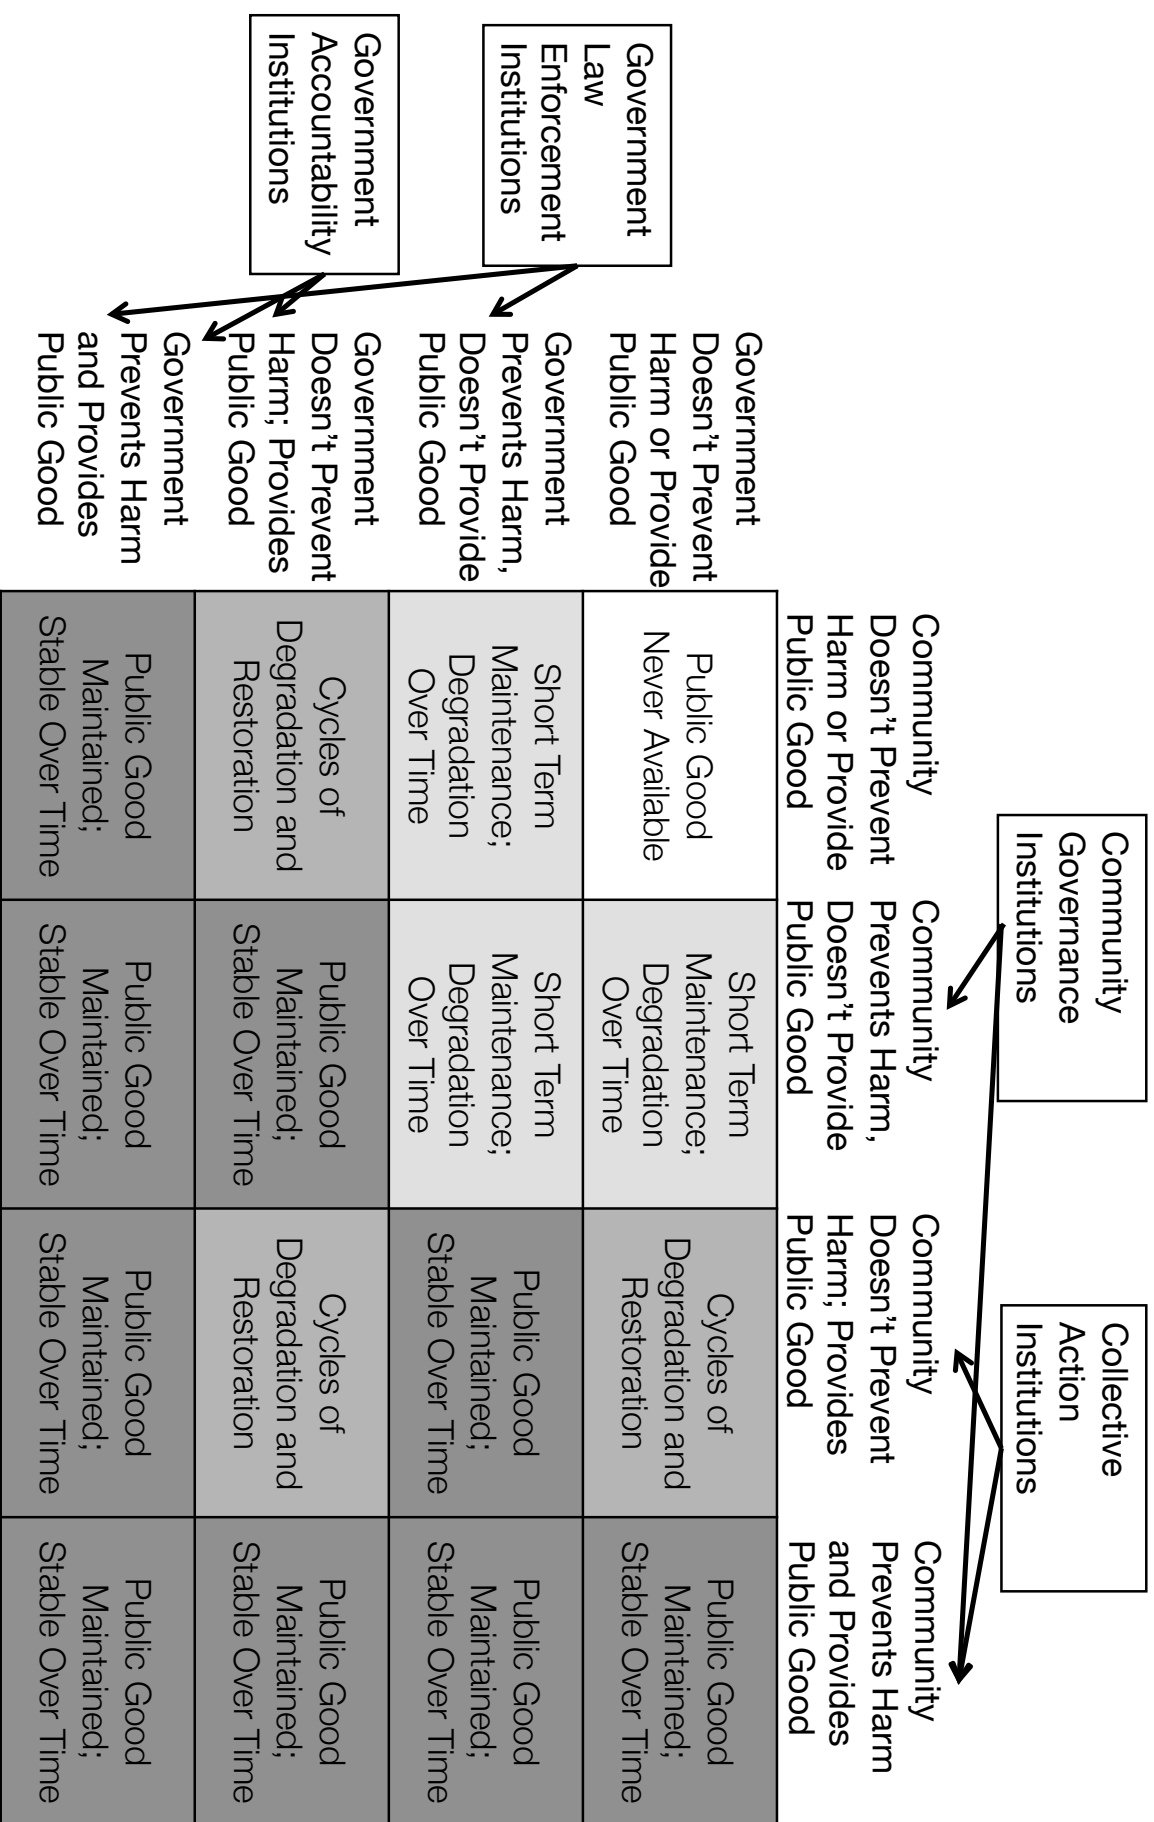 Community
Governance
Institutions
Collective
Action
Institutions
Community
Doesn’t Prevent
Harm or Provide
Public Good
Community
Prevents Harm,
Doesn’t Provide
Public Good
Community
Doesn’t Prevent
Harm; Provides
Public Good
Community
Prevents Harm
and Provides
Public Good
Government
Law
Enforcement
Institutions
Government
Accountability
Institutions
Government
Doesn’t Prevent
Harm or Provide
Public Good
Public Good
Never Available
Short Term
Maintenance;
Degradation
Over Time
Cycles of
Degradation and
Restoration
Public Good
Maintained;
Stable Over Time
Government
Prevents Harm,
Doesn’t Provide
Public Good
Short Term
Maintenance;
Degradation
Over Time
Short Term
Maintenance;
Degradation
Over Time
Public Good
Maintained;
Stable Over Time
Public Good
Maintained;
Stable Over Time
Government
Doesn’t Prevent
Harm; Provides
Public Good
Cycles of
Degradation and
Restoration
Public Good
Maintained;
Stable Over Time
Cycles of
Degradation and
Restoration
Public Good
Maintained;
Stable Over Time
Government
Prevents Harm
and Provides
Public Good
Public Good
Maintained;
Stable Over Time
Public Good
Maintained;
Stable Over Time
Public Good
Maintained;
Stable Over Time
Public Good
Maintained;
Stable Over Time